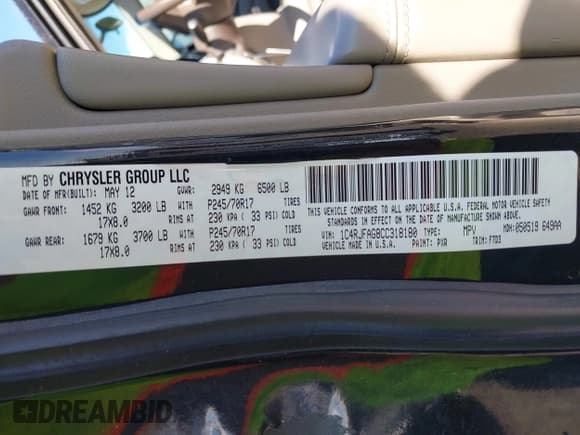 MFD BY CHRYSLER GROUP LLC
DATE OF MFR(BUILT): MAY 12 GVWR: 2949 KG 6500 LB
GAWR FRONT: 1452 KG 3200 LB WITH P245/70R17 TIRES
17X8.0 RIMS AT 230 KPA ( 33 PSI) COLD
GAWR REAR: 1679 KG 3700 LB WITH P245/70R17 TIRES
17X8.0 RIMS AT 230 KPA ( 33 PSI) COLD
THIS VEHICLE CONFORMS TO ALL APPLICABLE U.S.A. FEDERAL MOTOR VEHICLE SAFETY
STANDARDS IN EFFECT ON THE DATE OF MANUFACTURE SHOWN ABOVE.
VIN: 1C4RJFAG8CC318180 TYPE: MPV MDH:050519 649AA
VEHICLE MADE IN U.S.A. PAINT: PXR TRIM: F7D3
DREAMBID